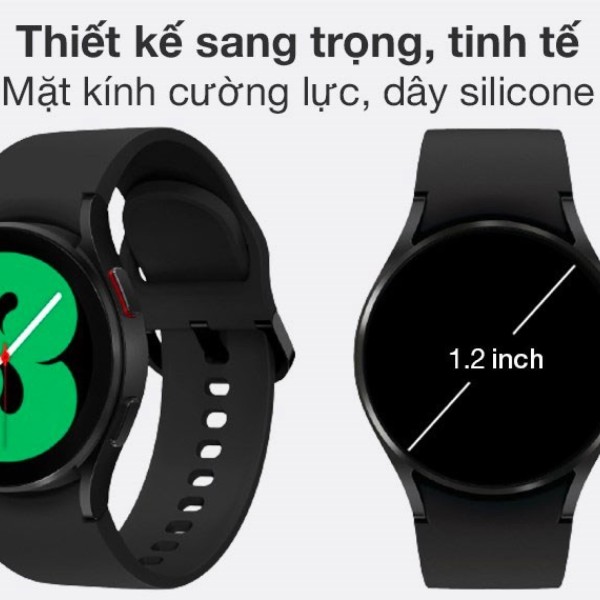 Thiết kế sang trọng, tinh tế
Mặt kính cường lực, dây silicone
1.2 inch